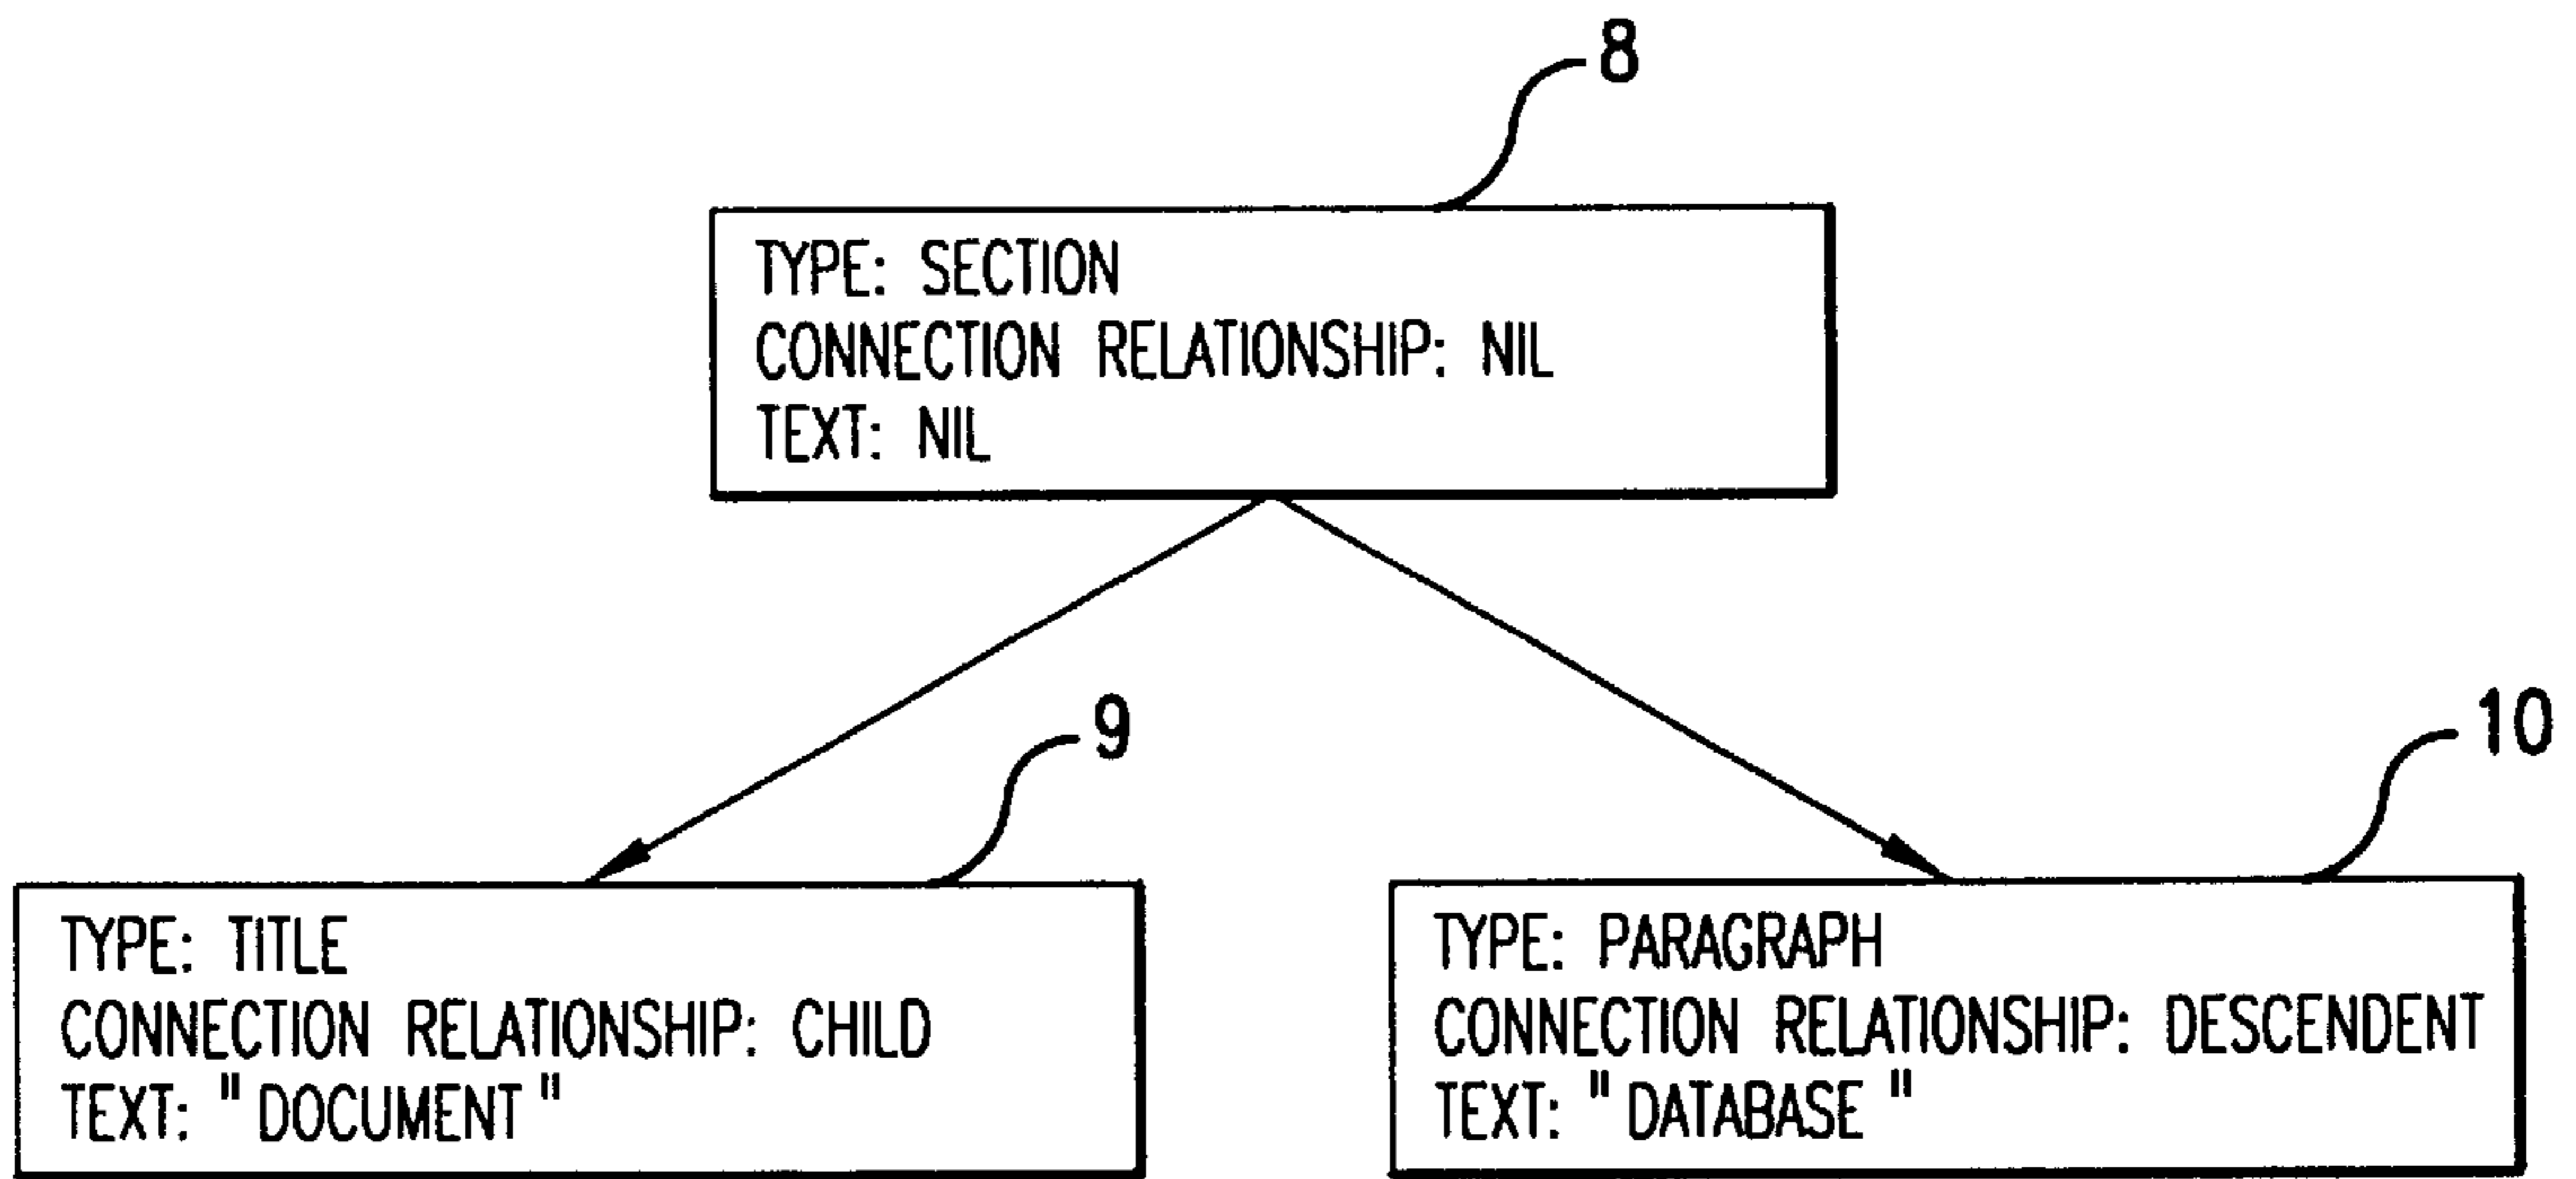 8
TYPE: SECTION
CONNECTION RELATIONSHIP: NIL
TEXT: NIL
9
10
TYPE: TITLE
CONNECTION RELATIONSHIP: CHILD
TEXT: "DOCUMENT"
TYPE: PARAGRAPH
CONNECTION RELATIONSHIP: DESCENDENT
TEXT: "DATABASE"